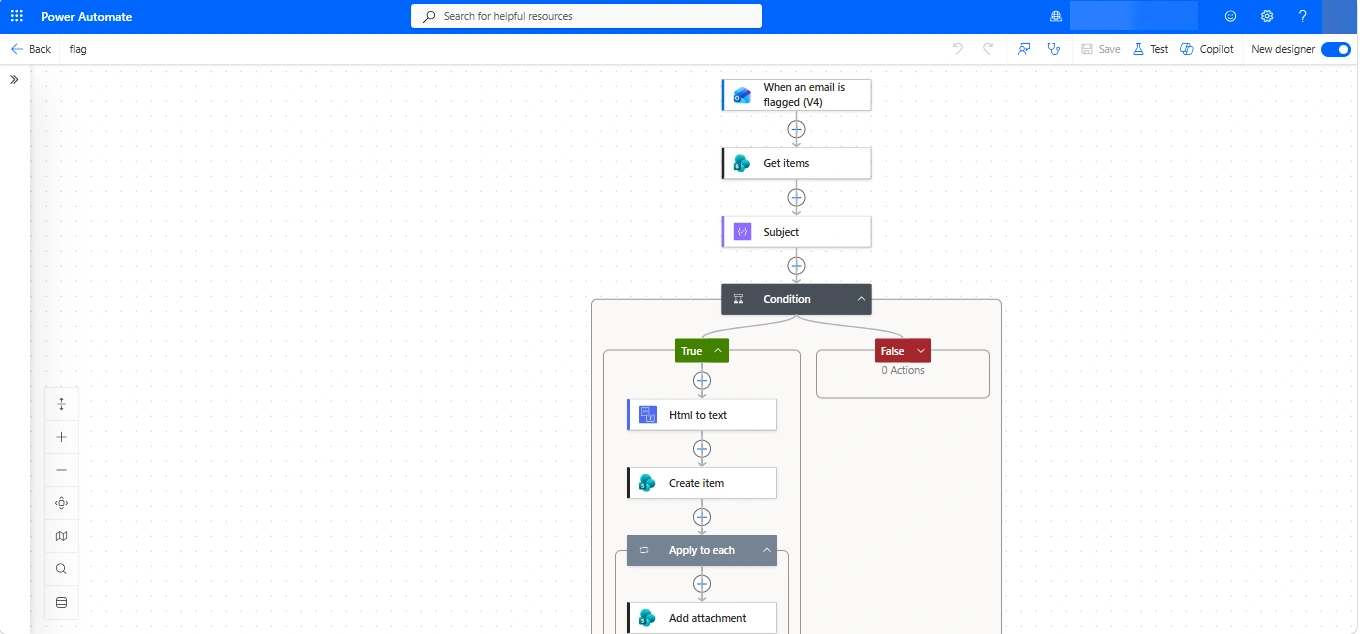 Power Automate
Search for helpful resources
?
Back
flag
Save
Test
Copilot
New designer
When an email is
flagged (V4)
Get items
Subject
Condition
True
False
0 Actions
Html to text
Create item
Apply to each
Add attachment